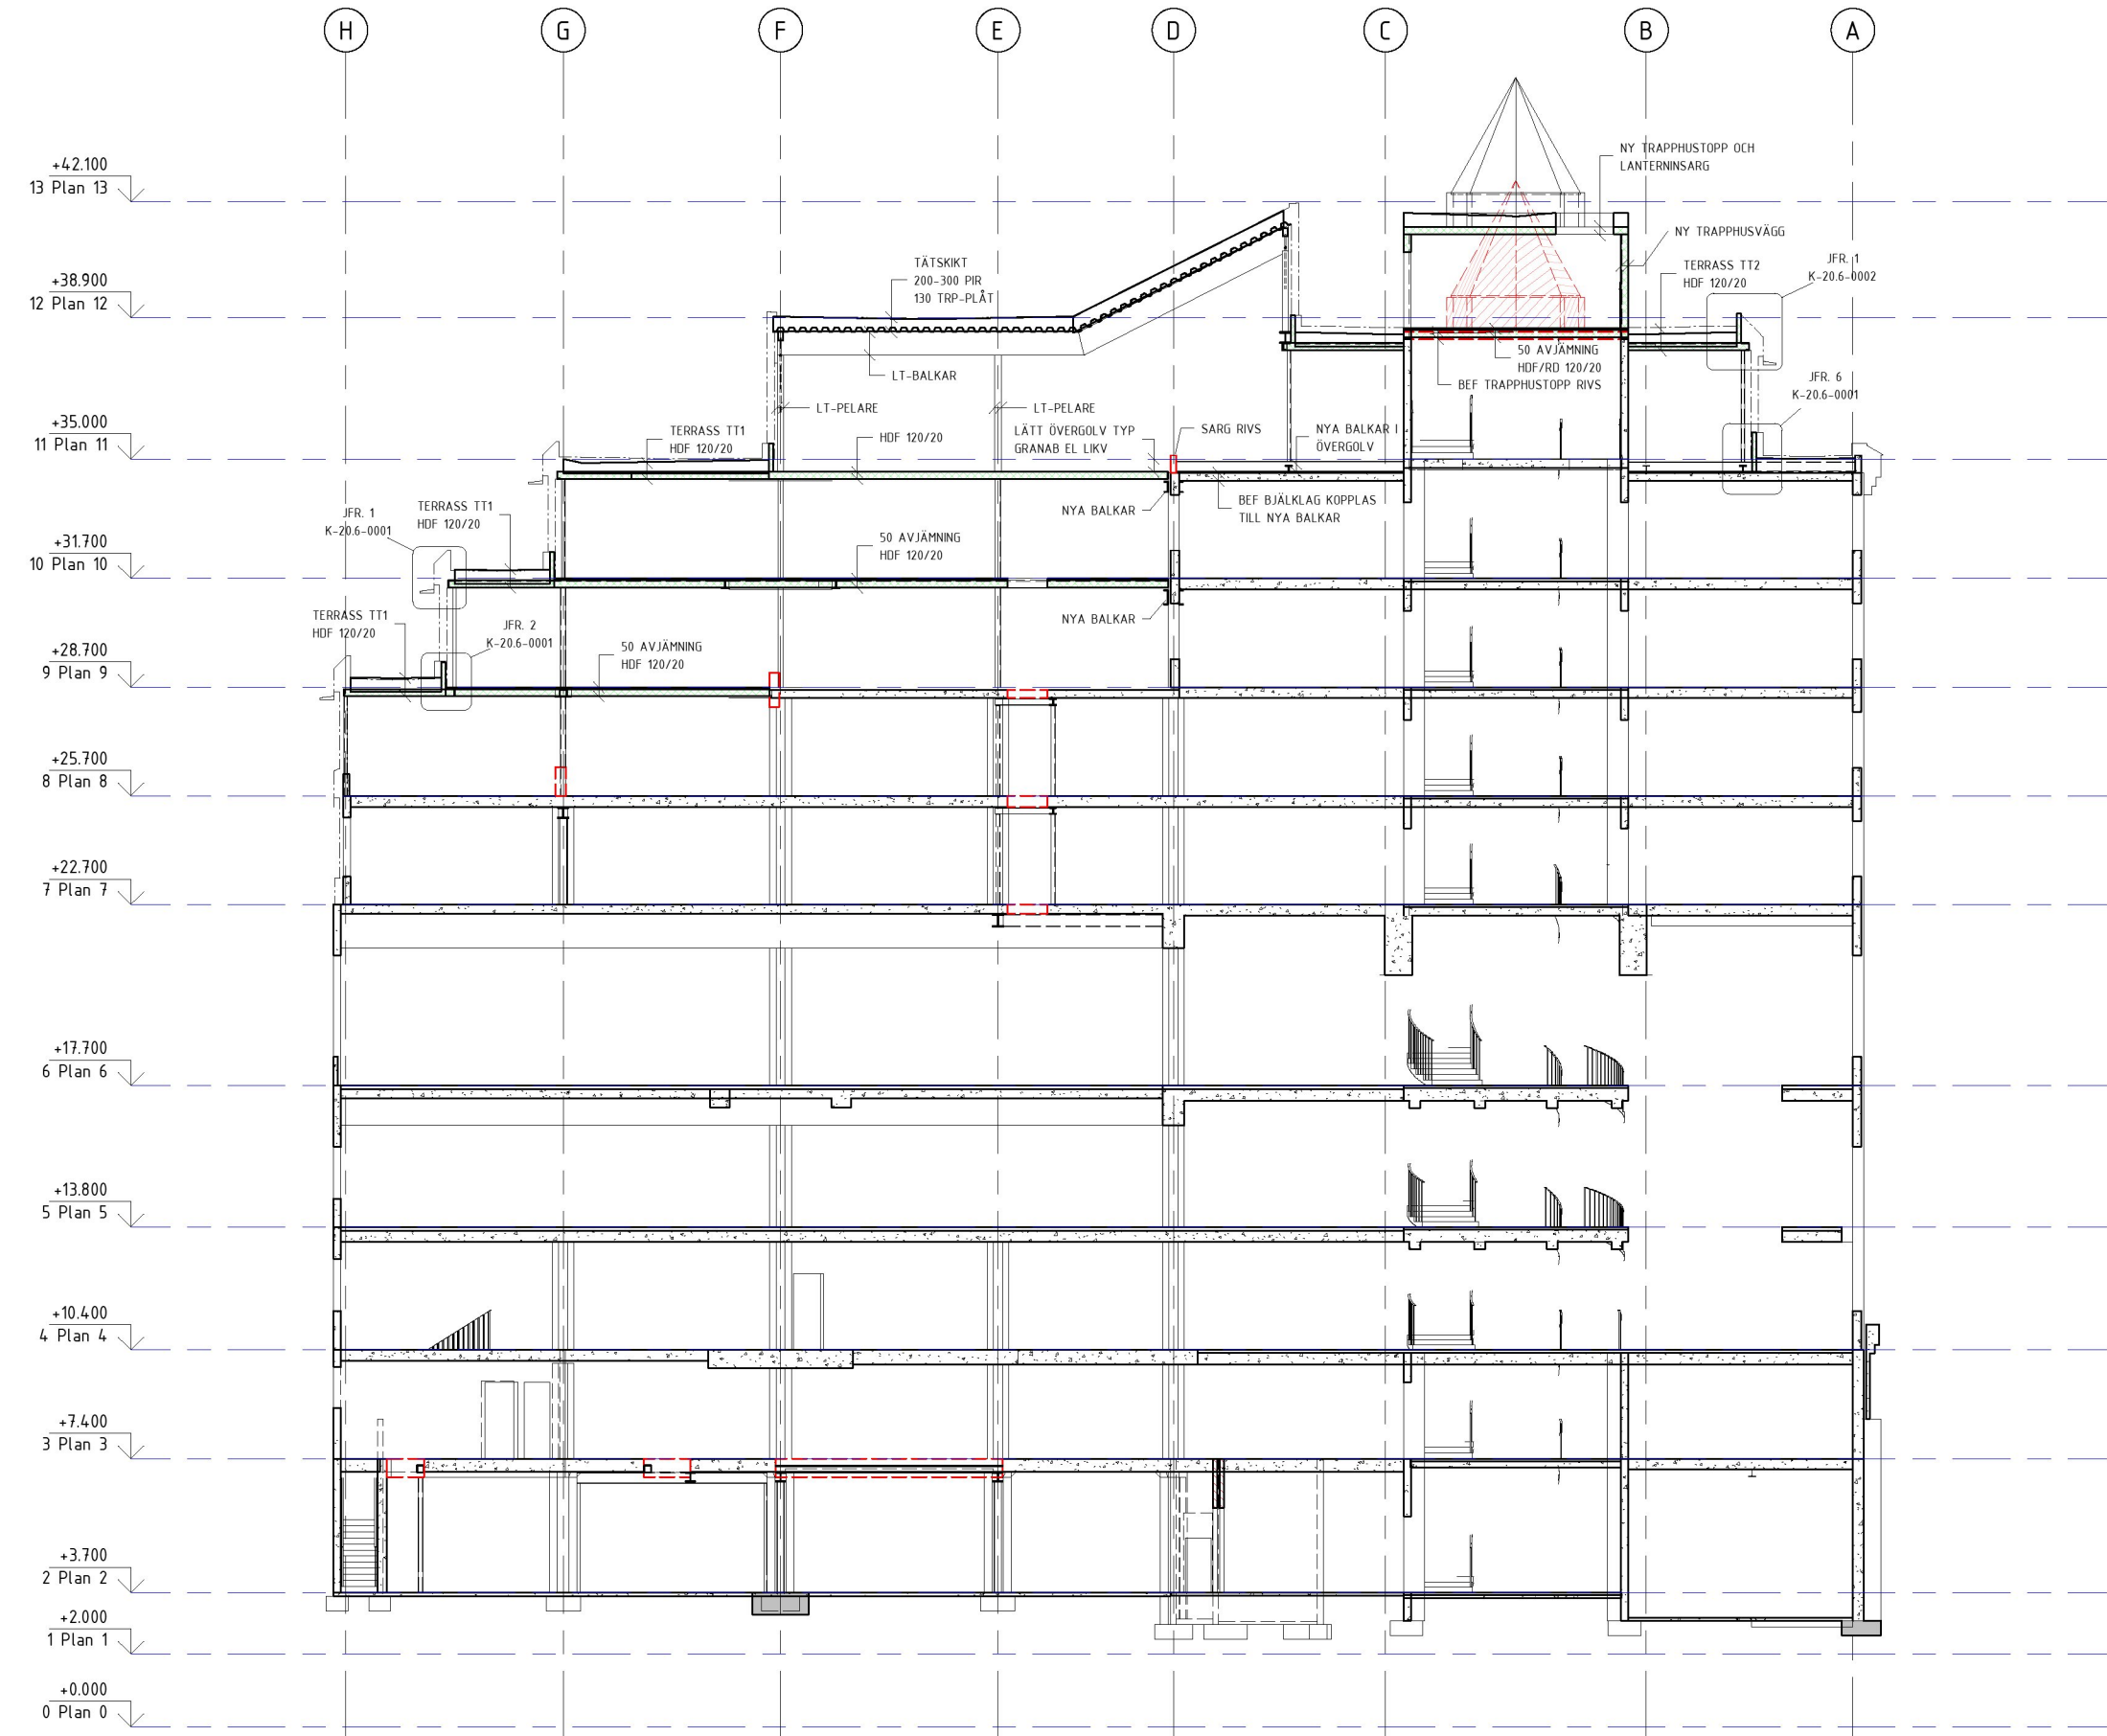 H G F E D C B A
+42.100
13 Plan 13
NY TRAPPHUSTOPP OCH
LANTERNINSARG
NY TRAPPHUSVÄGG
TERRASS TT2
HDF 120/20
JFR. 1
K-20.6-0002
TÄTSKIKT
200-300 PIR
130 TRP-PLÅT
+38.900
12 Plan 12
50 AVJÄMNING
HDF/RD 120/20
BEF TRAPPHUSTOPP RIVS
LT-BALKAR
JFR. 6
K-20.6-0001
LT-PELARE
LT-PELARE
+35.000
11 Plan 11
TERRASS TT1
HDF 120/20
HDF 120/20
LÄTT ÖVERGOLV TYP
GRANAB EL LIKV
SARG RIVS
NYA BALKAR I
ÖVERGOLV
NYA BALKAR
BEF BJÄLKLAG KOPPLAS
TILL NYA BALKAR
JFR. 1
K-20.6-0001
TERRASS TT1
HDF 120/20
+31.700
10 Plan 10
50 AVJÄMNING
HDF 120/20
NYA BALKAR
TERRASS TT1
HDF 120/20
JFR. 2
K-20.6-0001
50 AVJÄMNING
HDF 120/20
+28.700
9 Plan 9
+25.700
8 Plan 8
+22.700
7 Plan 7
+17.700
6 Plan 6
+13.800
5 Plan 5
+10.400
4 Plan 4
+7.400
3 Plan 3
+3.700
2 Plan 2
+2.000
1 Plan 1
+0.000
0 Plan 0